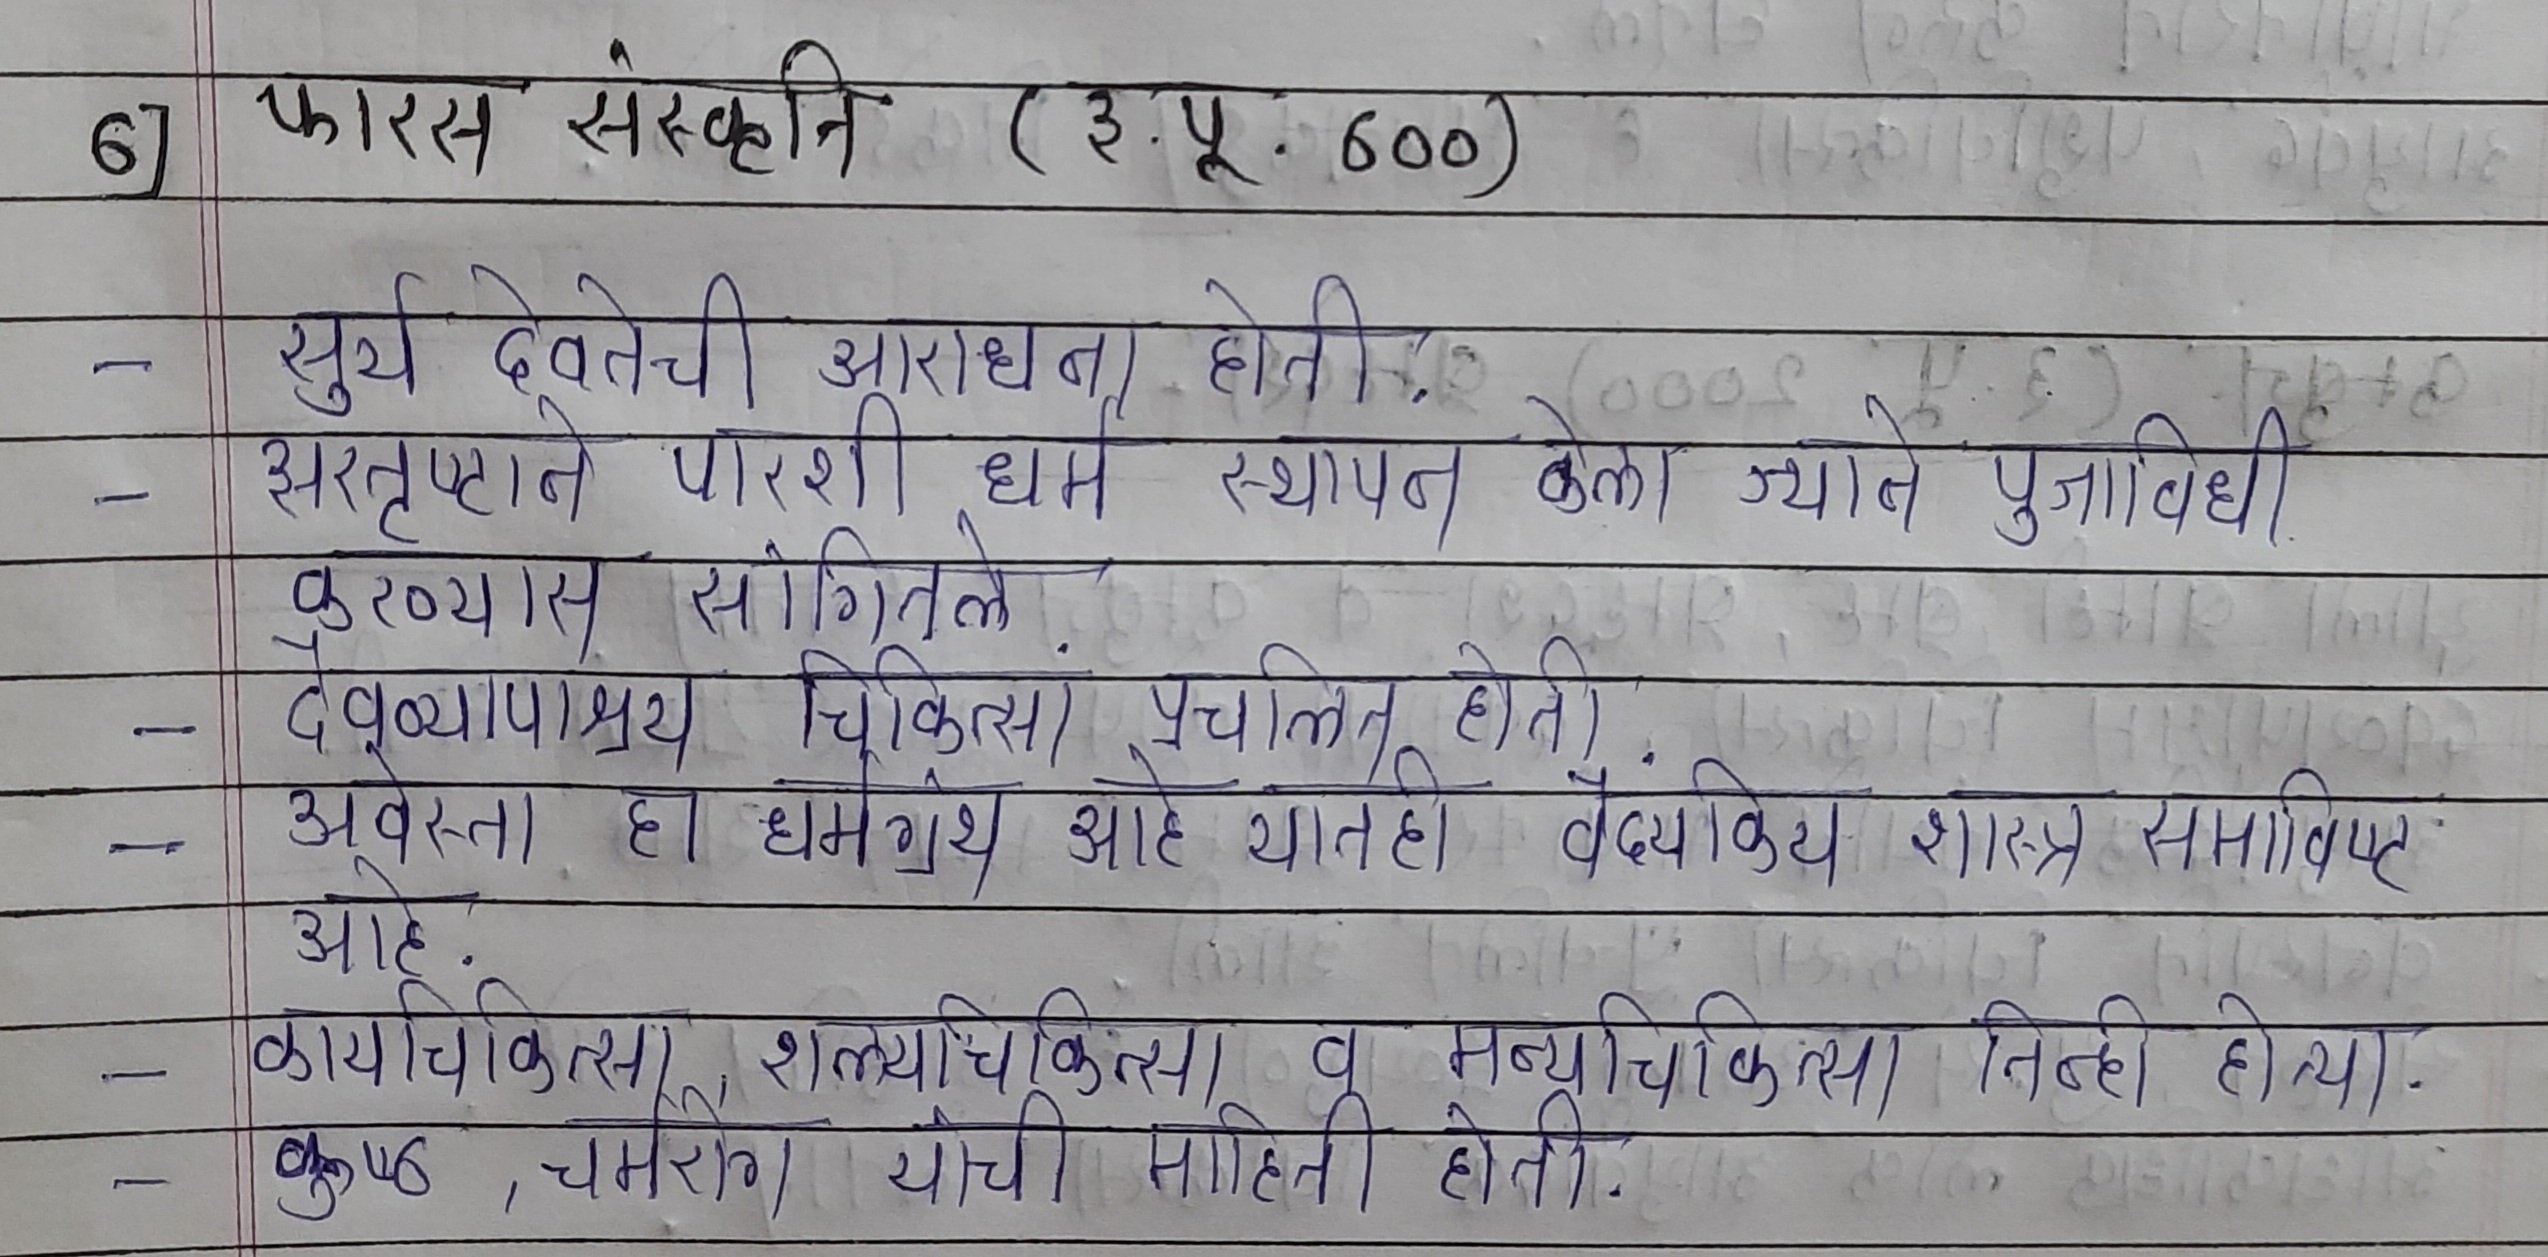 6] फारस संस्कृति (इ.पू. 600)
- सुर्य देवतेची आराधना होती.
- झरतृष्टाने पारशी धर्म स्थापन केला ज्याने पुजाविधी
करण्यास सांगितले.
- दैवव्यापाश्रय चिकित्सा प्रचलित होती.
- अवेस्ता हा धर्मग्रंथ आहे यातही वैद्यकिय शास्त्र समाविष्ट
आहे.
- कायचिकित्सा, शल्यचिकित्सा व मन्यचिकित्सा तिन्ही होत्या.
- कुष्ठ, चर्मरोग यांची माहिती होती.